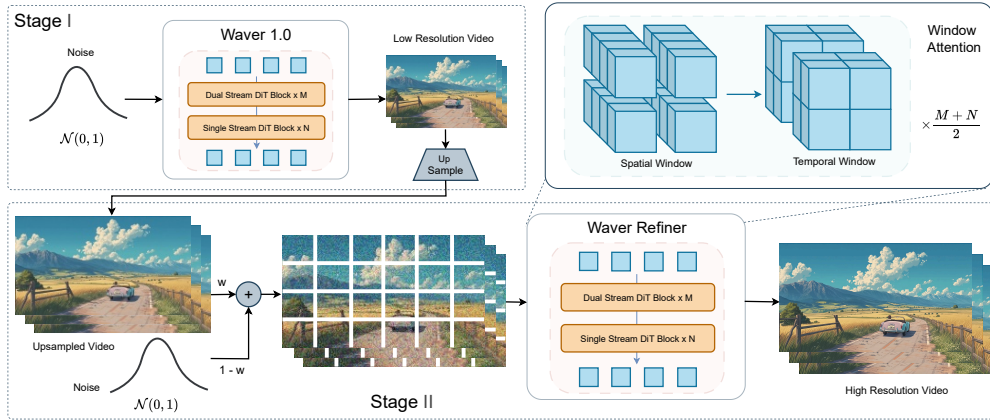 Stage I
Noise
𝒩(0, 1)
Waver 1.0
Dual Stream DiT Block x M
Single Stream DiT Block x N
Low Resolution Video
Up
Sample
Spatial Window
Temporal Window
Window
Attention
× (M + N) / 2
Upsampled Video
Noise
𝒩(0, 1)
w
1 - w
+
Stage II
Waver Refiner
Dual Stream DiT Block x M
Single Stream DiT Block x N
High Resolution Video